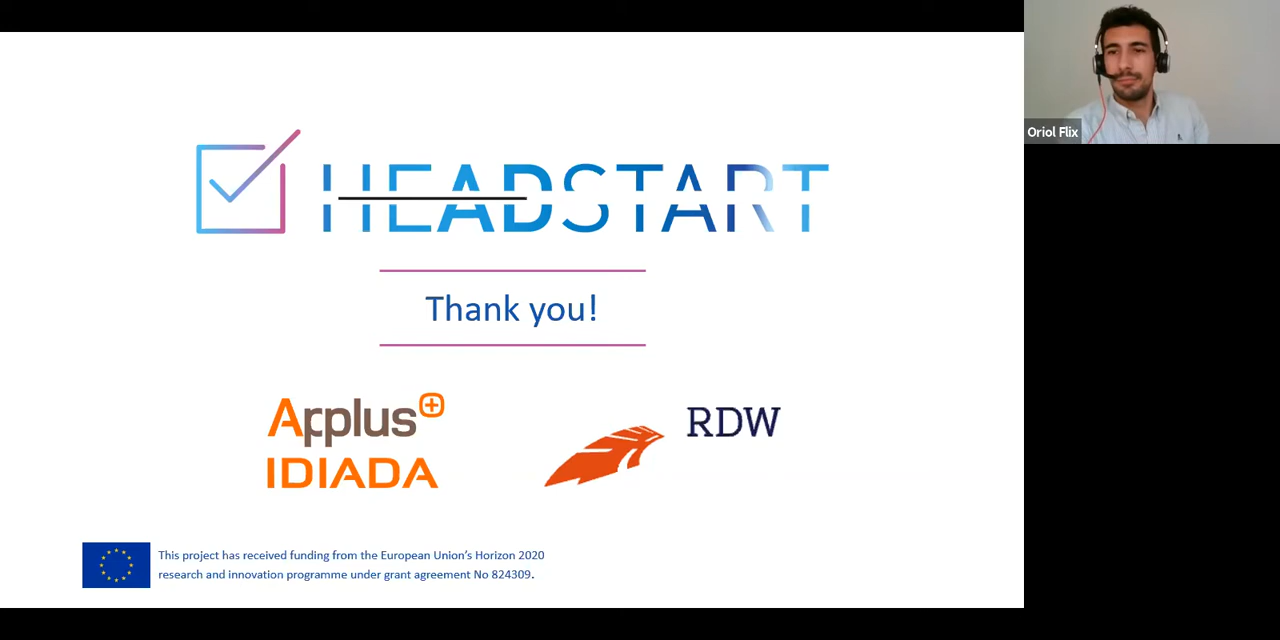 HEADSTART
Thank you!
Applus+
IDIADA
RDW
This project has received funding from the European Union's Horizon 2020
research and innovation programme under grant agreement No 824309.
Oriol Flix